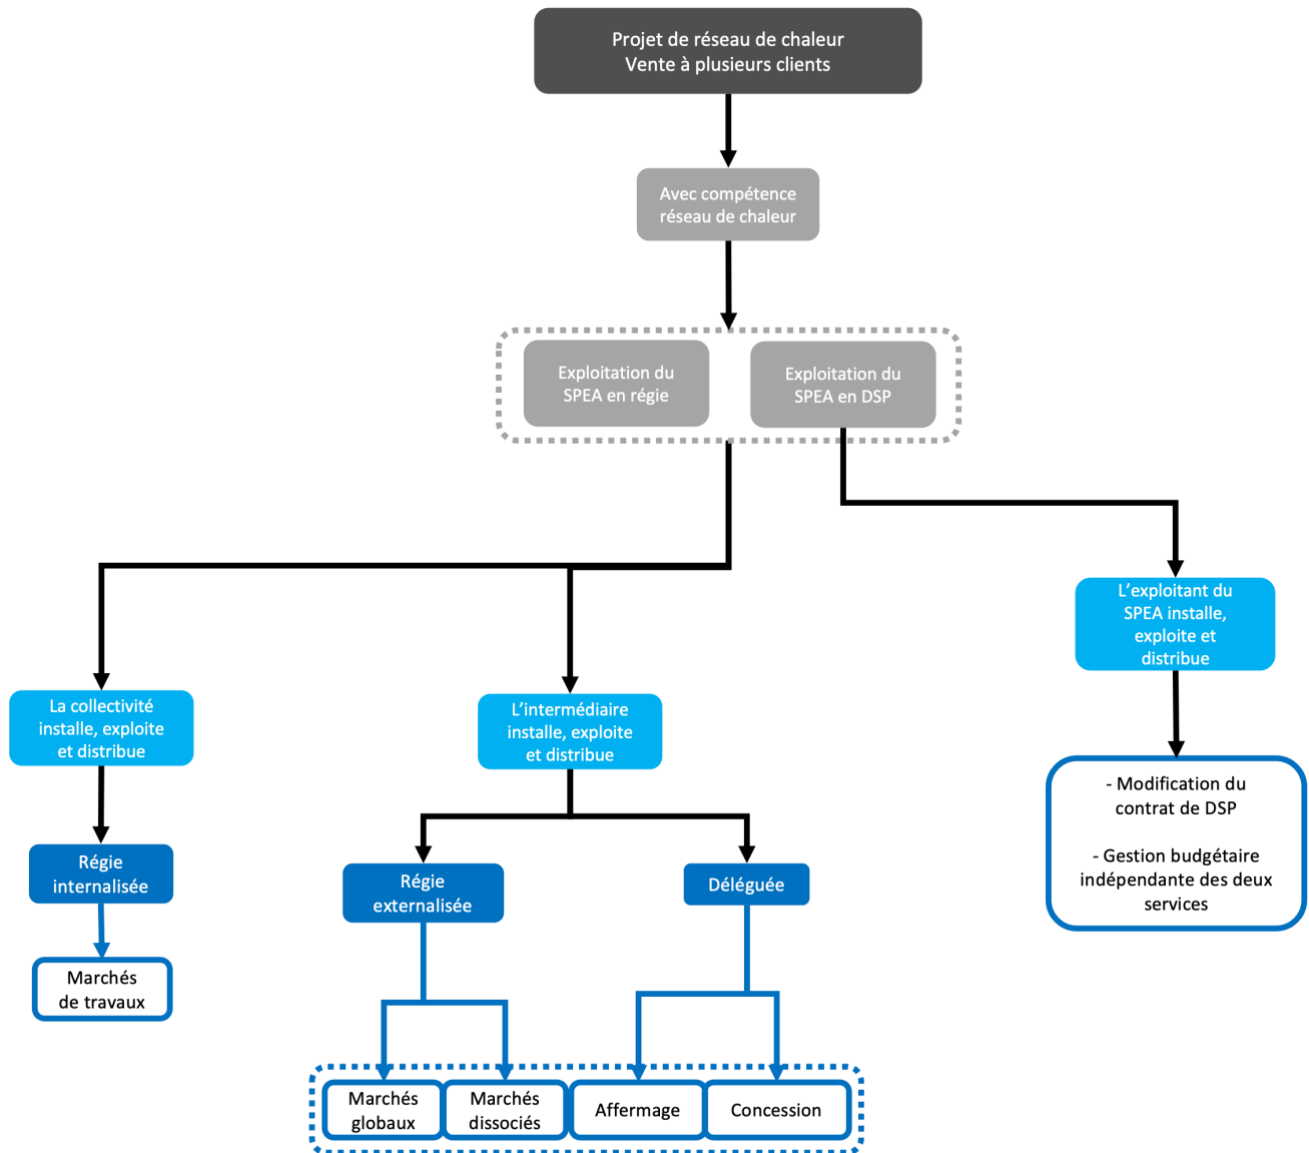 Projet de réseau de chaleur
Vente à plusieurs clients
Avec compétence
réseau de chaleur
Exploitation du
SPEA en régie
Exploitation du
SPEA en DSP
L’exploitant du
SPEA installe,
exploite et
distribue
La collectivité
installe, exploite
et distribue
L’intermédiaire
installe, exploite
et distribue
- Modification du
contrat de DSP
- Gestion budgétaire
indépendante des deux
services
Régie
internalisée
Régie
externalisée
Déléguée
Marchés
de travaux
Marchés
globaux
Marchés
dissociés
Affermage
Concession